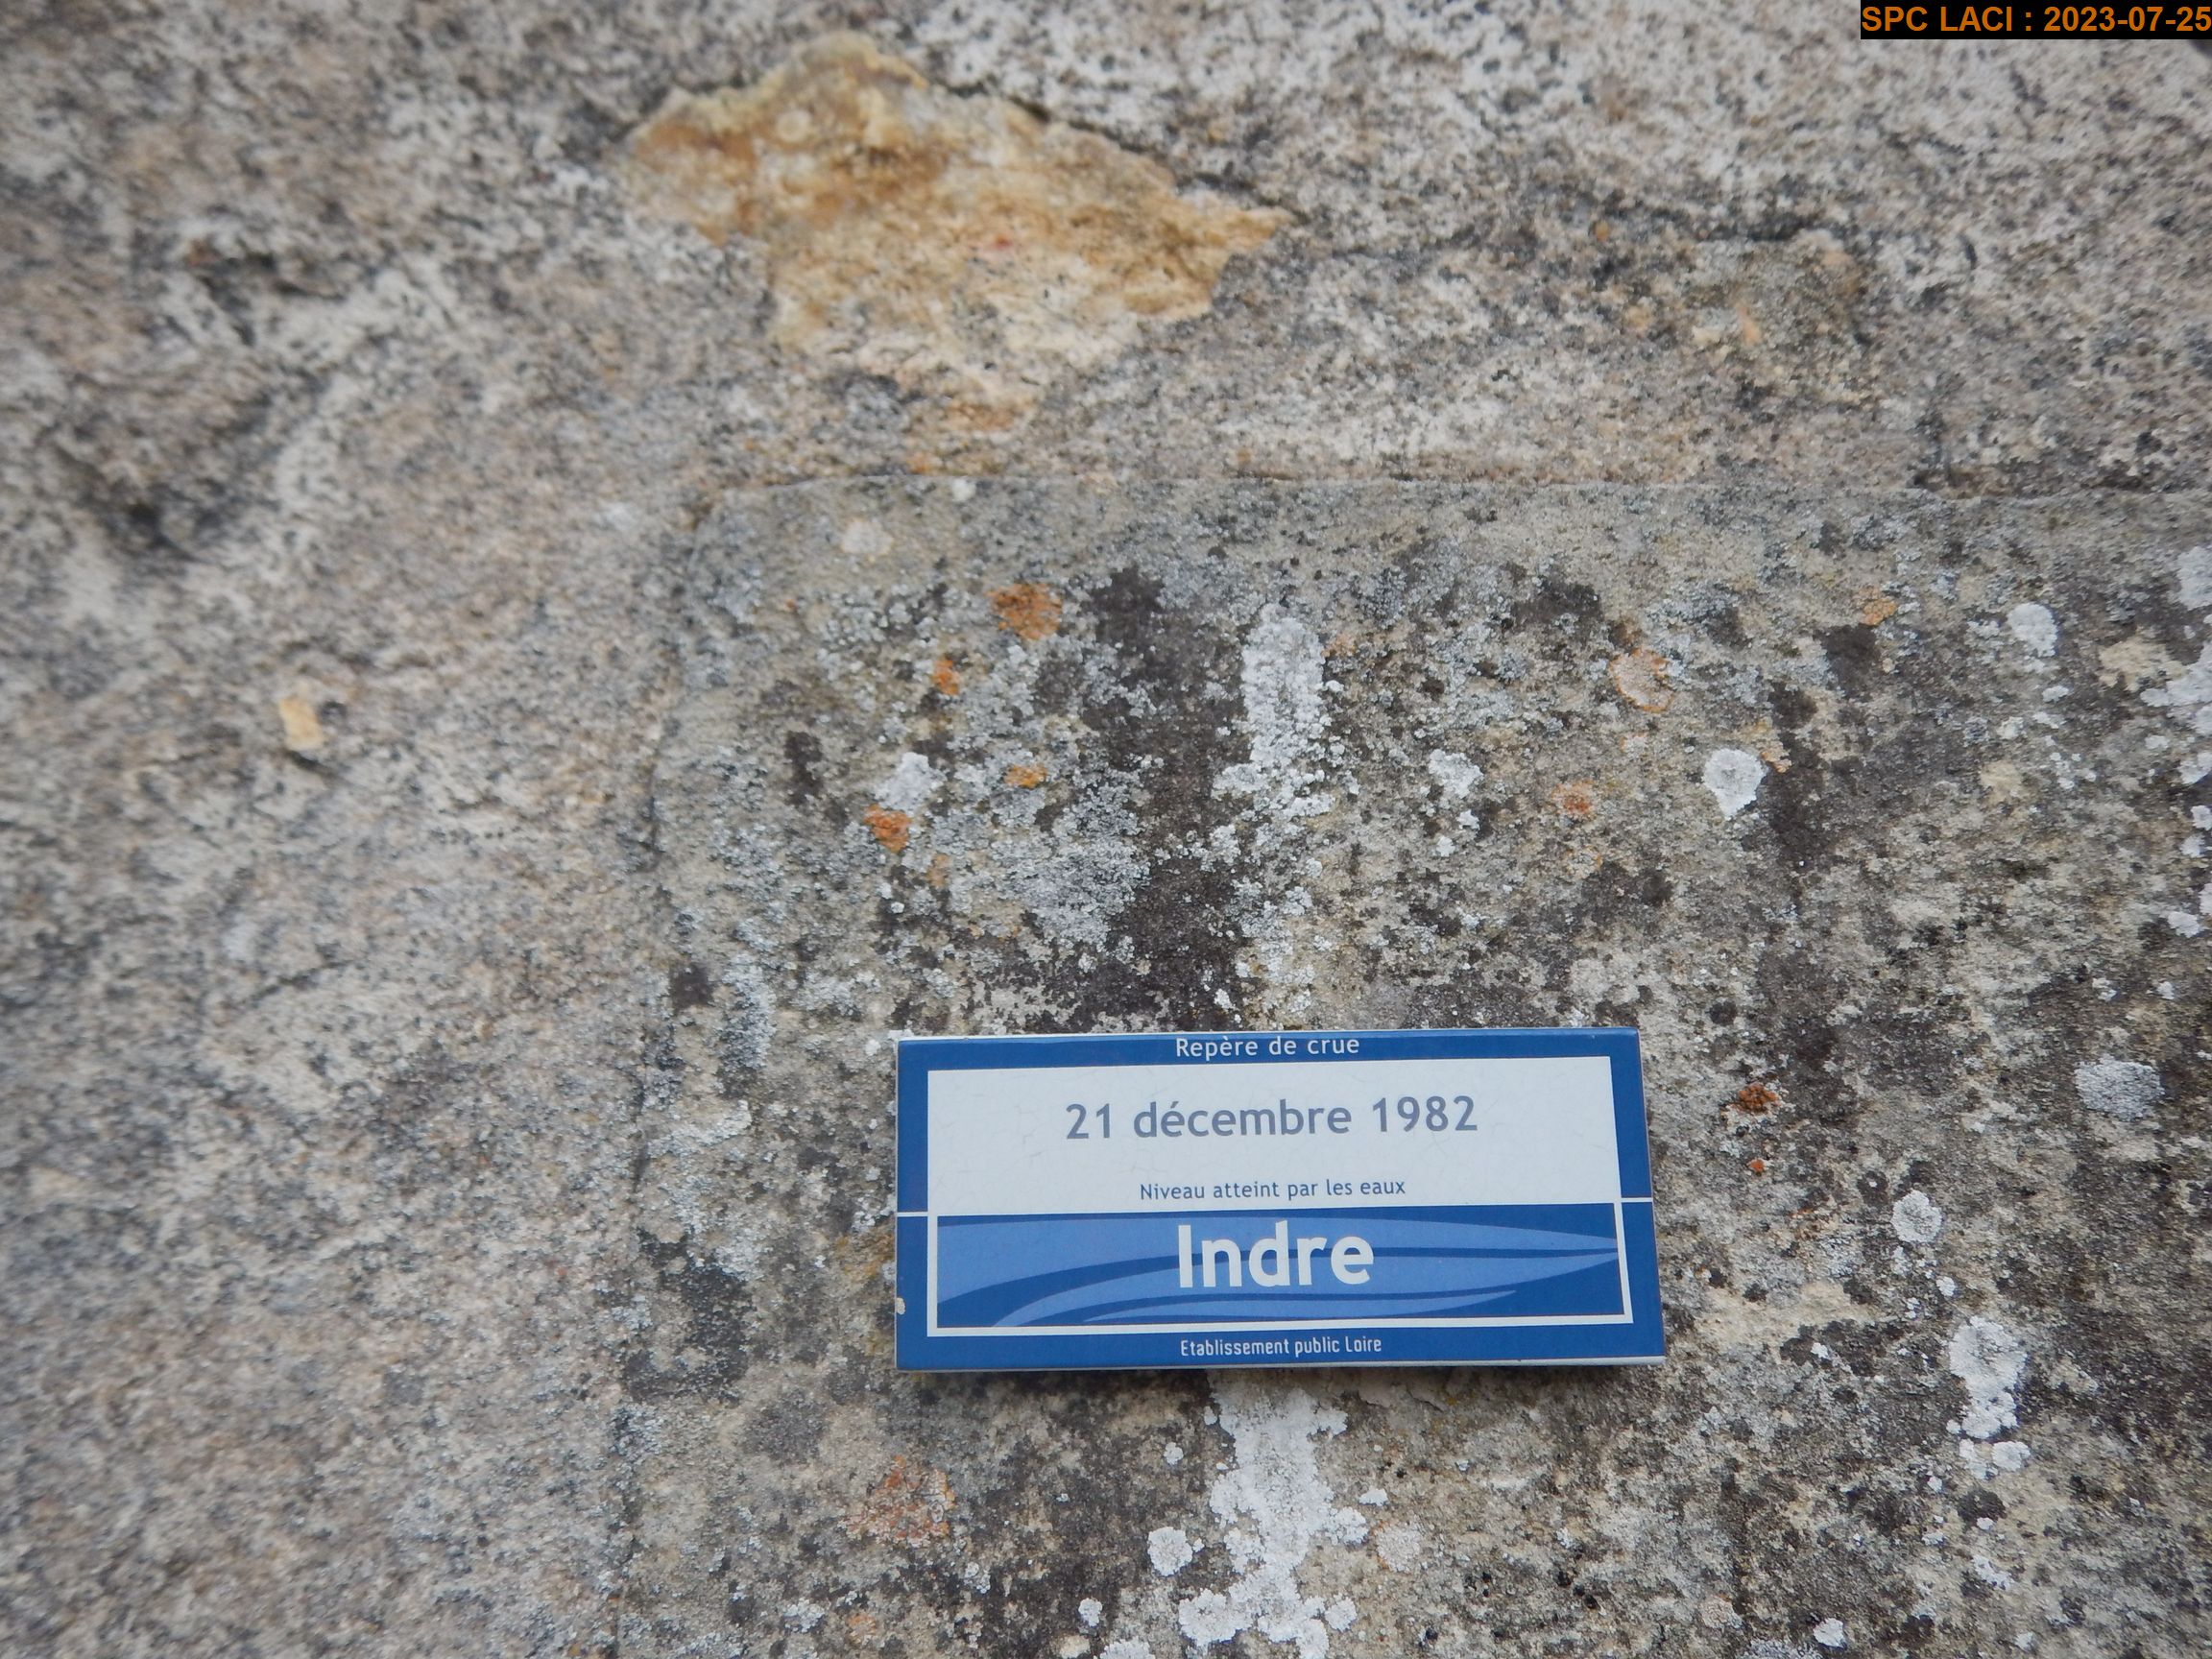 SPC LACI : 2023-07-25
Repère de crue
21 décembre 1982
Niveau atteint par les eaux
Indre
Etablissement public Loire